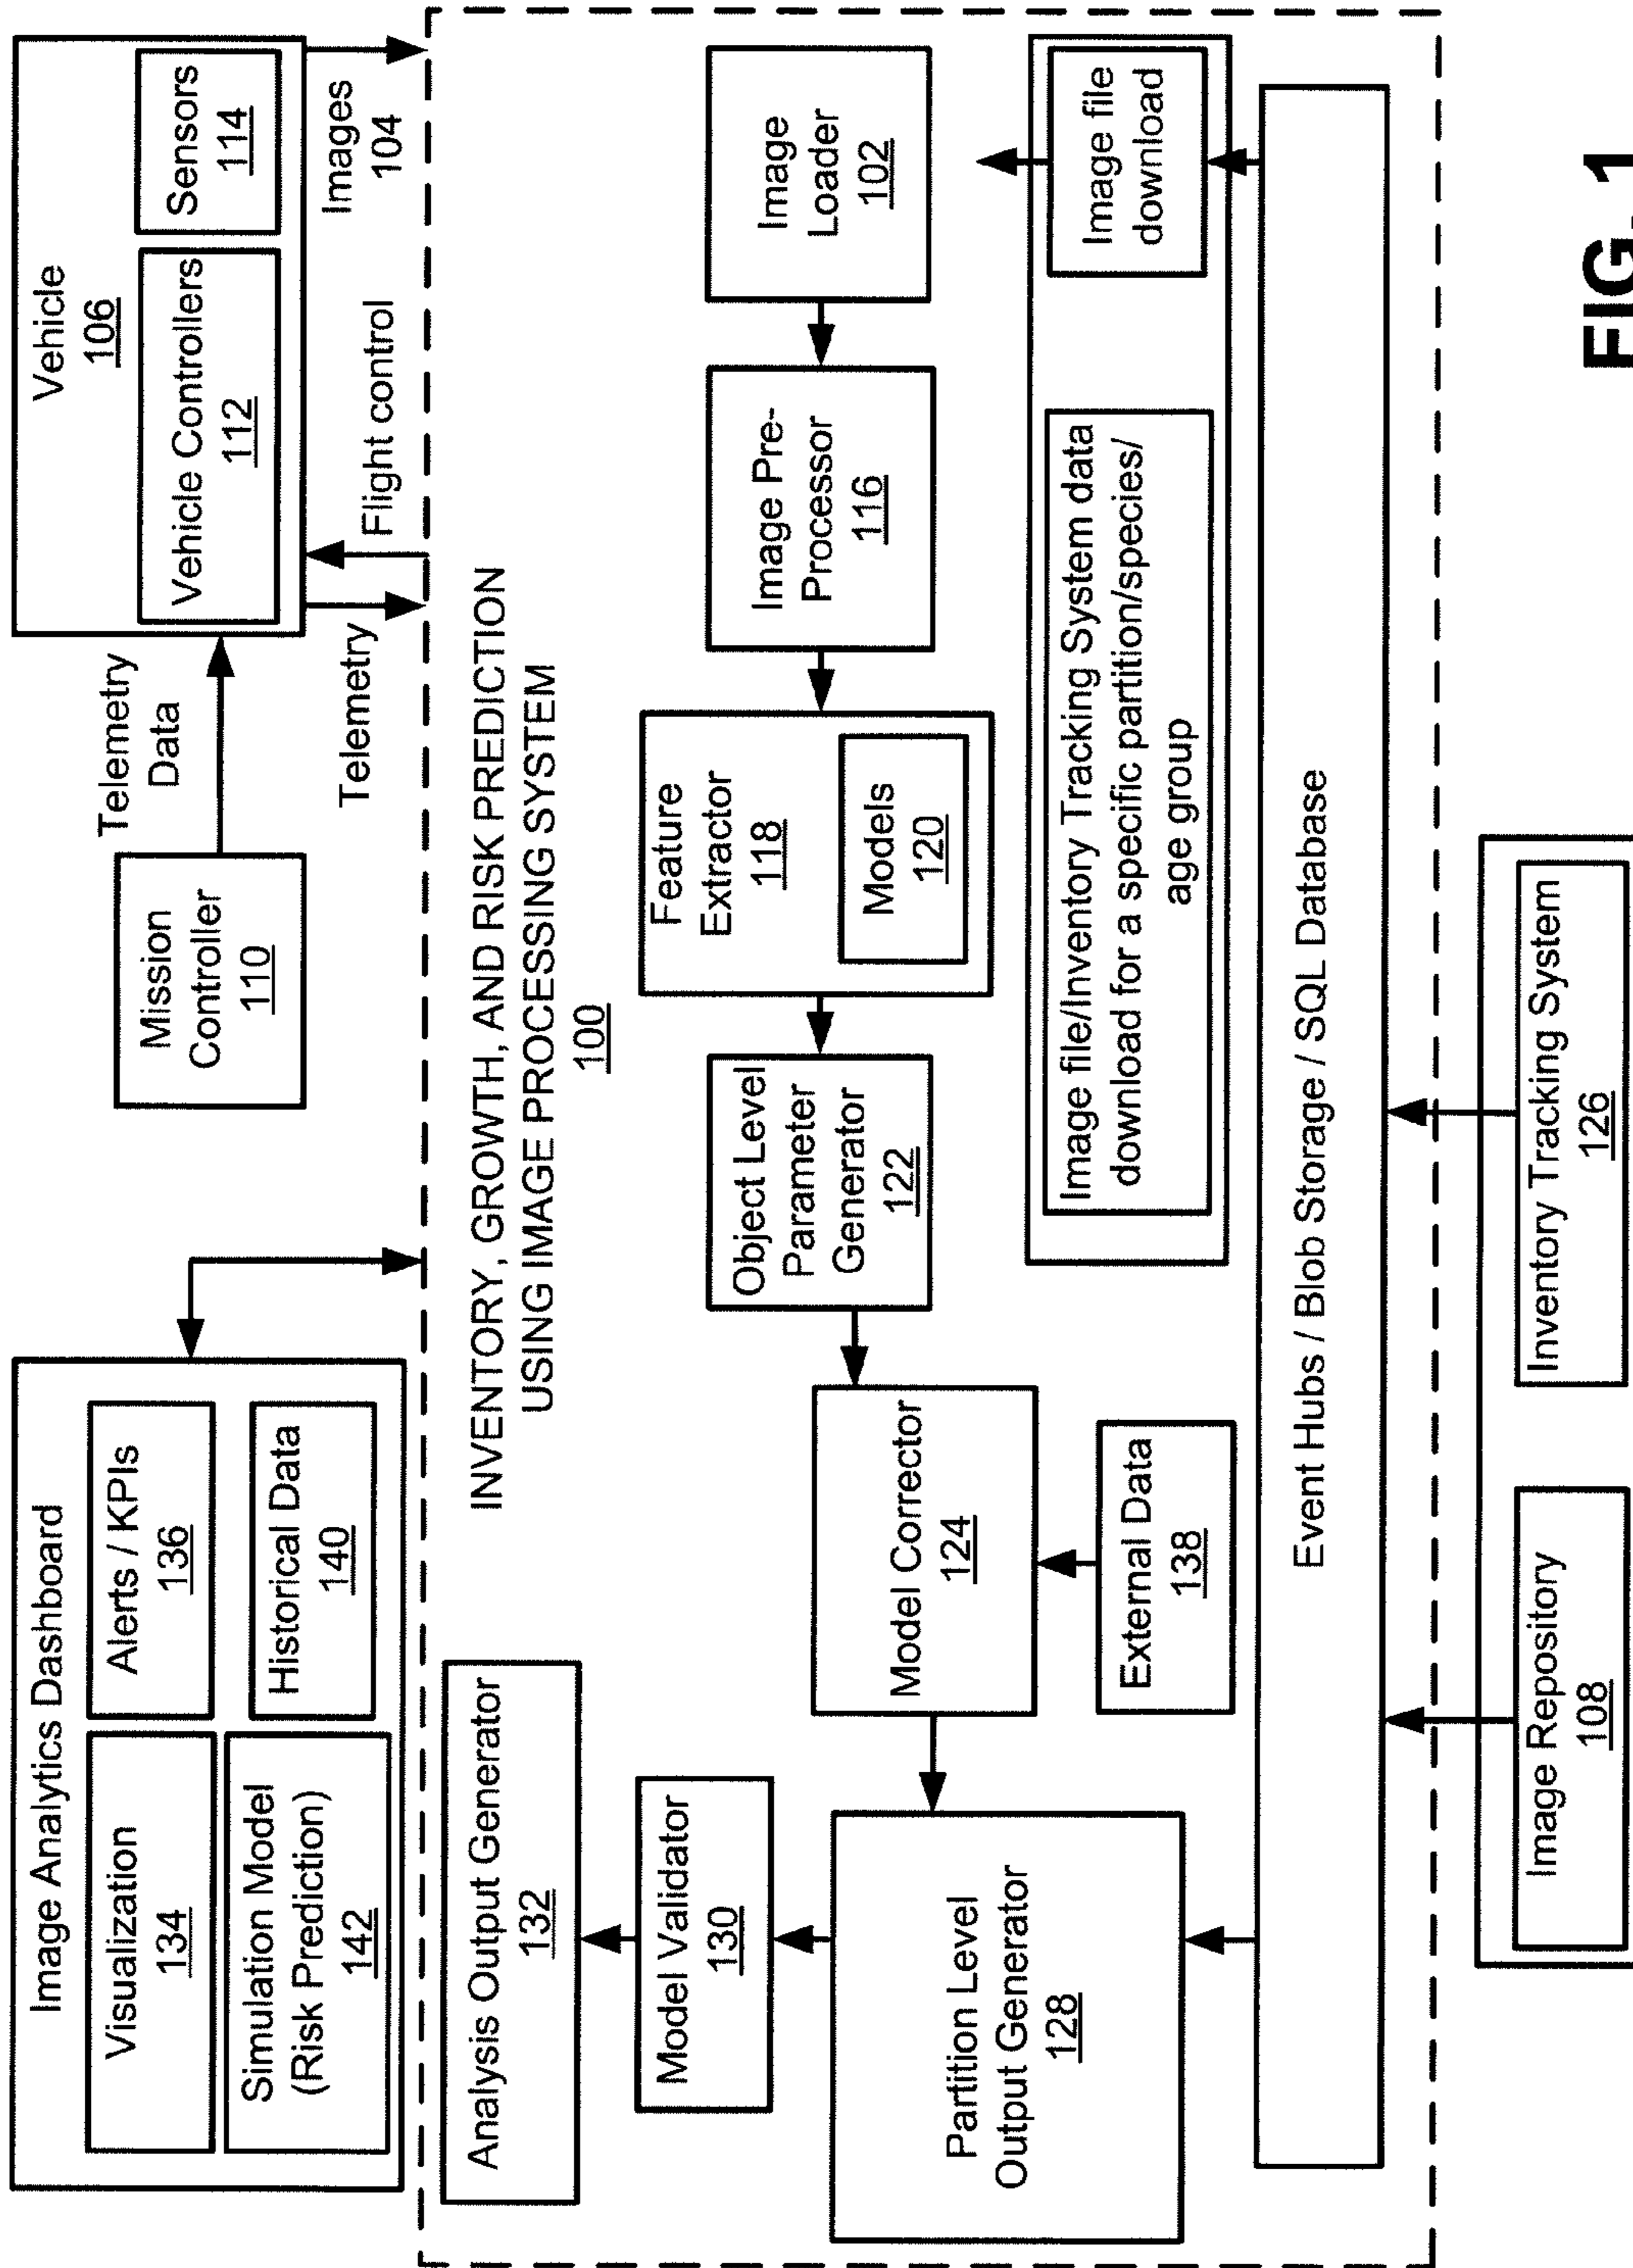 Image Analytics Dashboard
Visualization
134
Alerts / KPIs
136
Simulation Model
(Risk Prediction)
142
Historical Data
140
Mission
Controller
110
Telemetry
Data
Vehicle
106
Vehicle Controllers
112
Sensors
114
Telemetry
Flight control
Images
104
INVENTORY, GROWTH, AND RISK PREDICTION
USING IMAGE PROCESSING SYSTEM
100
Analysis Output Generator
132
Model Validator
130
Partition Level
Output Generator
128
Model Corrector
124
External Data
138
Object Level
Parameter
Generator
122
Feature
Extractor
118
Models
120
Image Pre-
Processor
116
Image
Loader
102
Image file/Inventory Tracking System data
download for a specific partition/species/
age group
Image file
download
Event Hubs / Blob Storage / SQL Database
Image Repository
108
Inventory Tracking System
126
FIG. 1